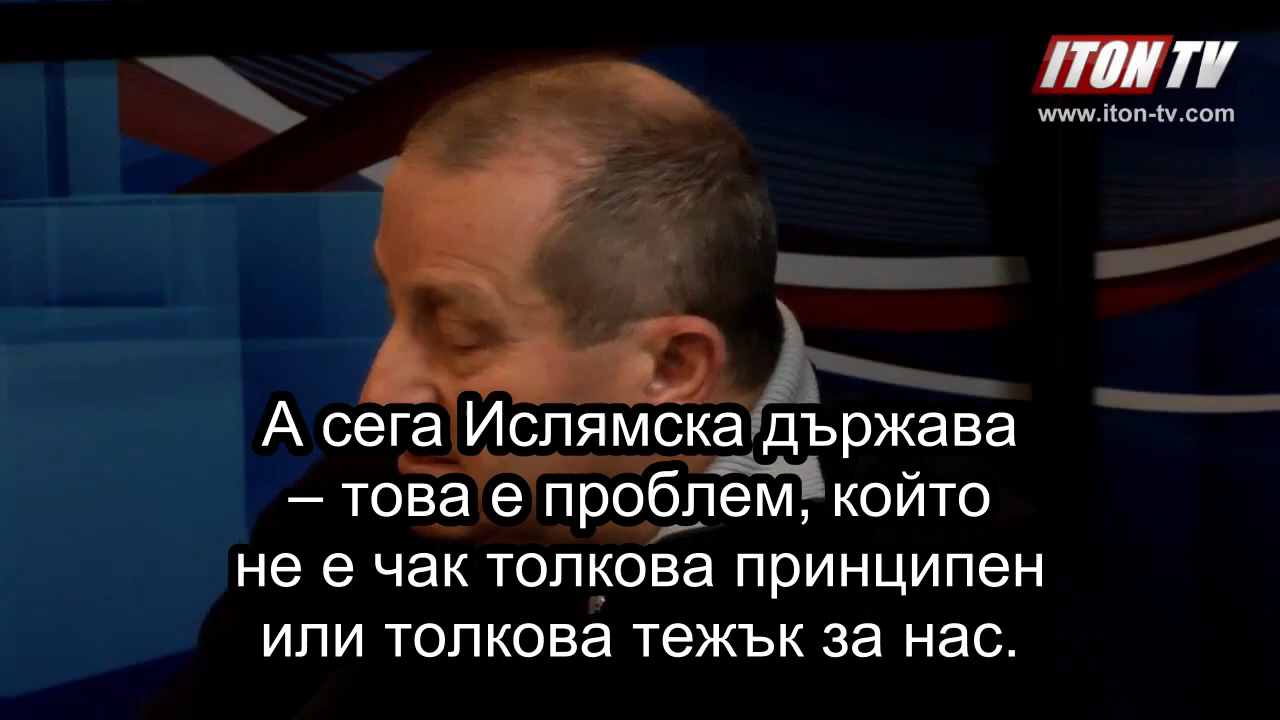 ITON TV
www.iton-tv.com
А сега Ислямска държава
– това е проблем, който
не е чак толкова принципен
или толкова тежък за нас.